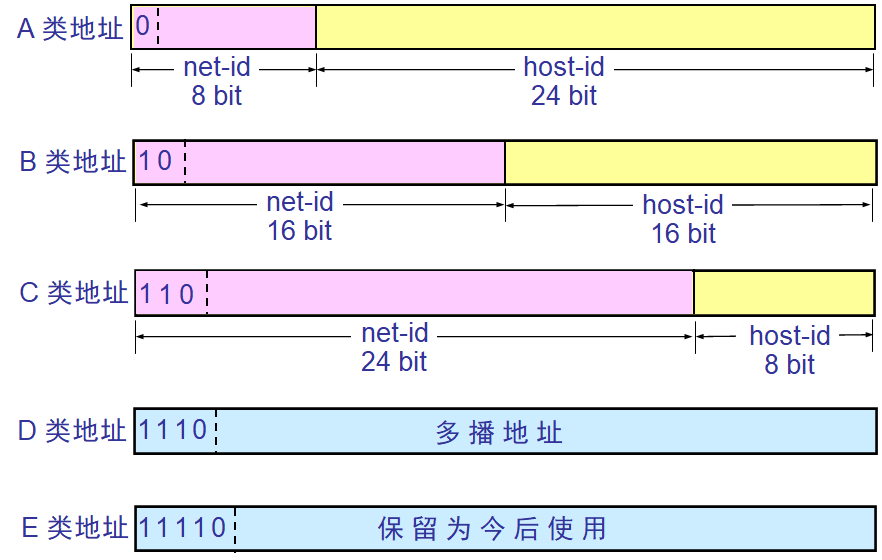 A 类地址 0
net-id host-id
8 bit 24 bit
B 类地址 1 0
net-id host-id
16 bit 16 bit
C 类地址 1 1 0
net-id host-id
24 bit 8 bit
D 类地址 1 1 1 0 多播地址
E 类地址 1 1 1 1 0 保留为今后使用